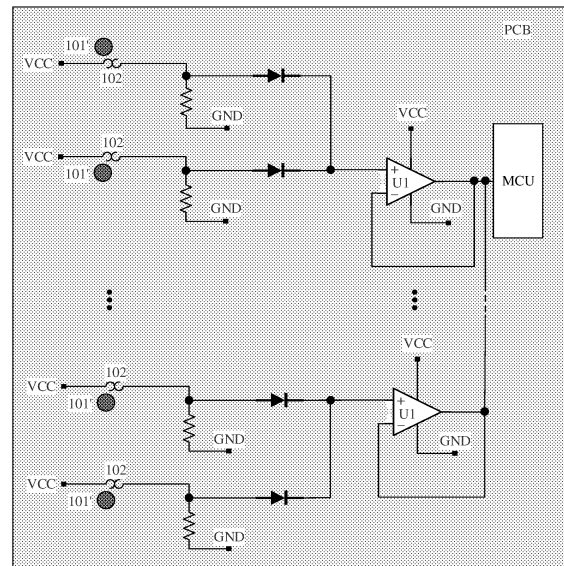 PCB
101'
VCC
102
GND
VCC
102
VCC
101'
+
U1
−
MCU
GND
GND
VCC
VCC
102
101'
+
U1
−
GND
GND
102
VCC
101'
GND